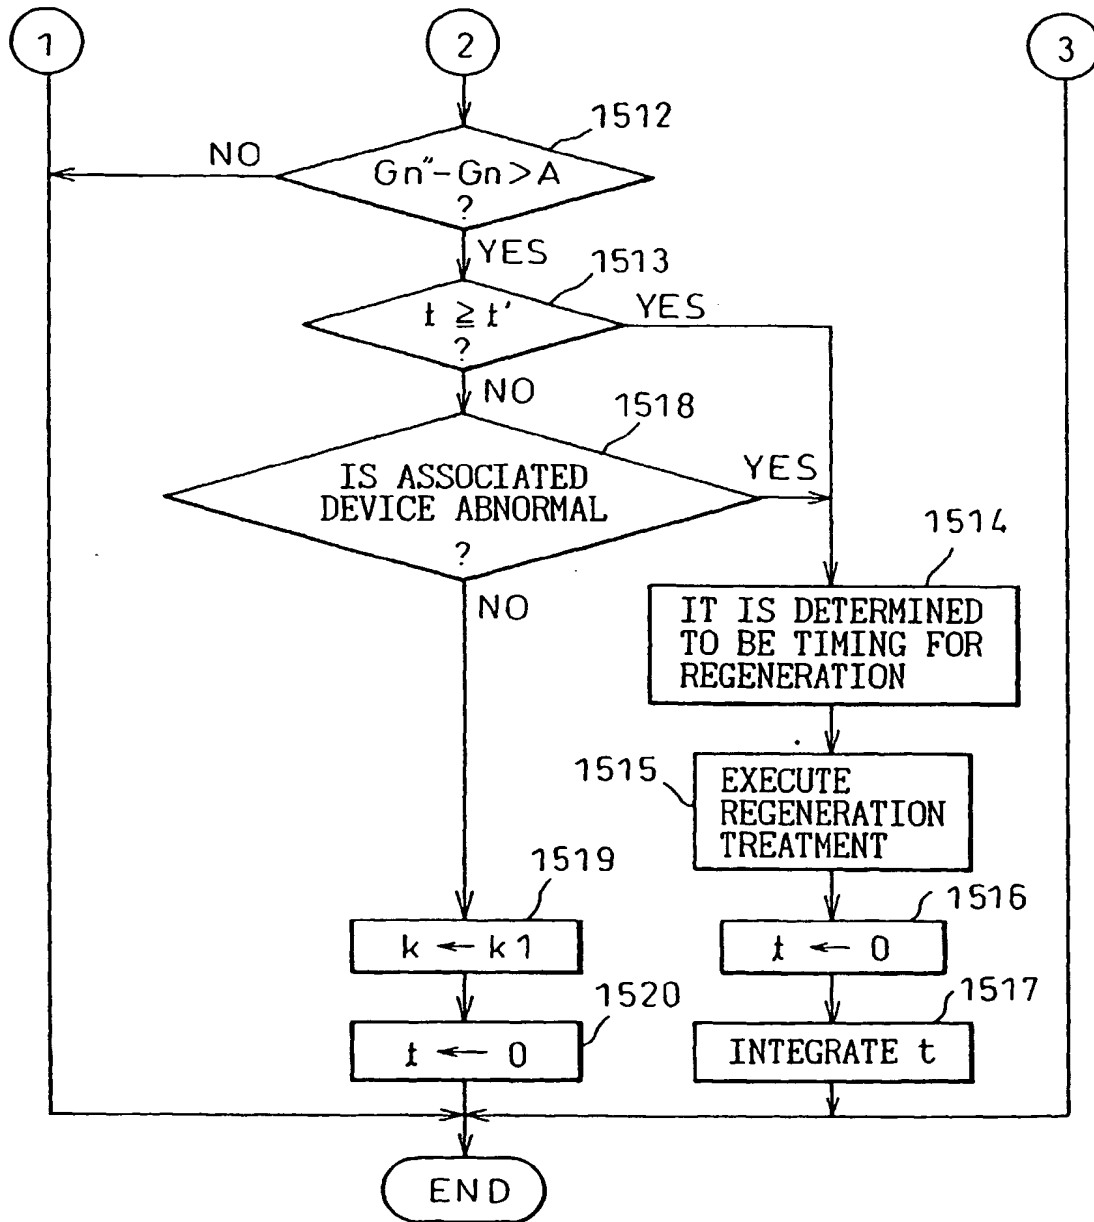 1
2
3
1512
NO
Gn"-Gn>A
?
YES
1513
t ≧ t'
?
YES
NO
1518
IS ASSOCIATED
DEVICE ABNORMAL
?
YES
NO
1514
IT IS DETERMINED
TO BE TIMING FOR
REGENERATION
1515
EXECUTE
REGENERATION
TREATMENT
1519
k ← k1
1516
t ← 0
1520
t ← 0
1517
INTEGRATE t
END